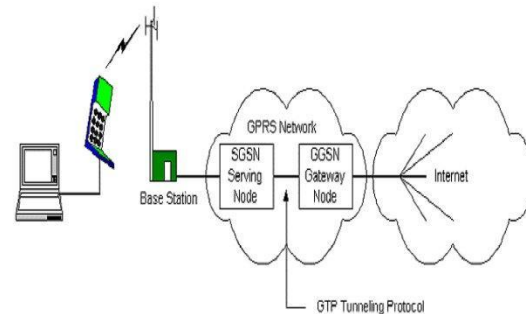 GPRS Network
SGSN
Serving
Node
GGSN
Gateway
Node
Internet
Base Station
GTP Tunneling Protocol